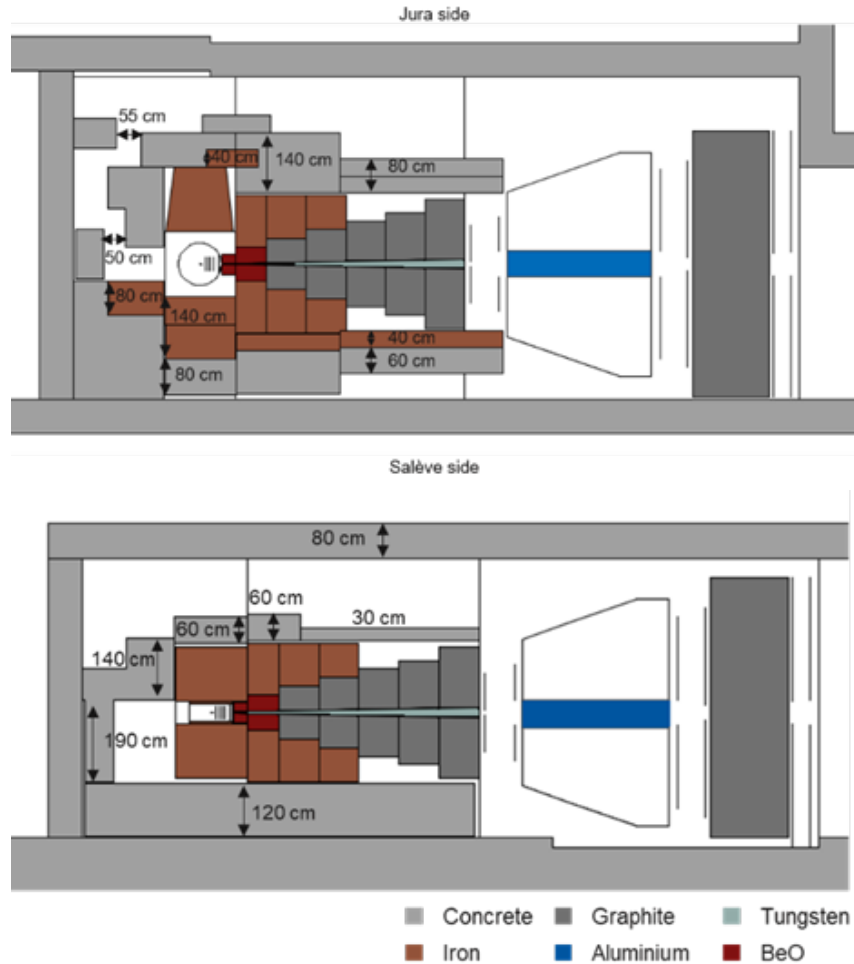 Jura side
55 cm
40 cm
140 cm
80 cm
50 cm
80 cm
140 cm
40 cm
80 cm
60 cm
Salève side
80 cm
60 cm
60 cm
30 cm
140 cm
190 cm
120 cm
Concrete Graphite Tungsten
Iron Aluminium BeO